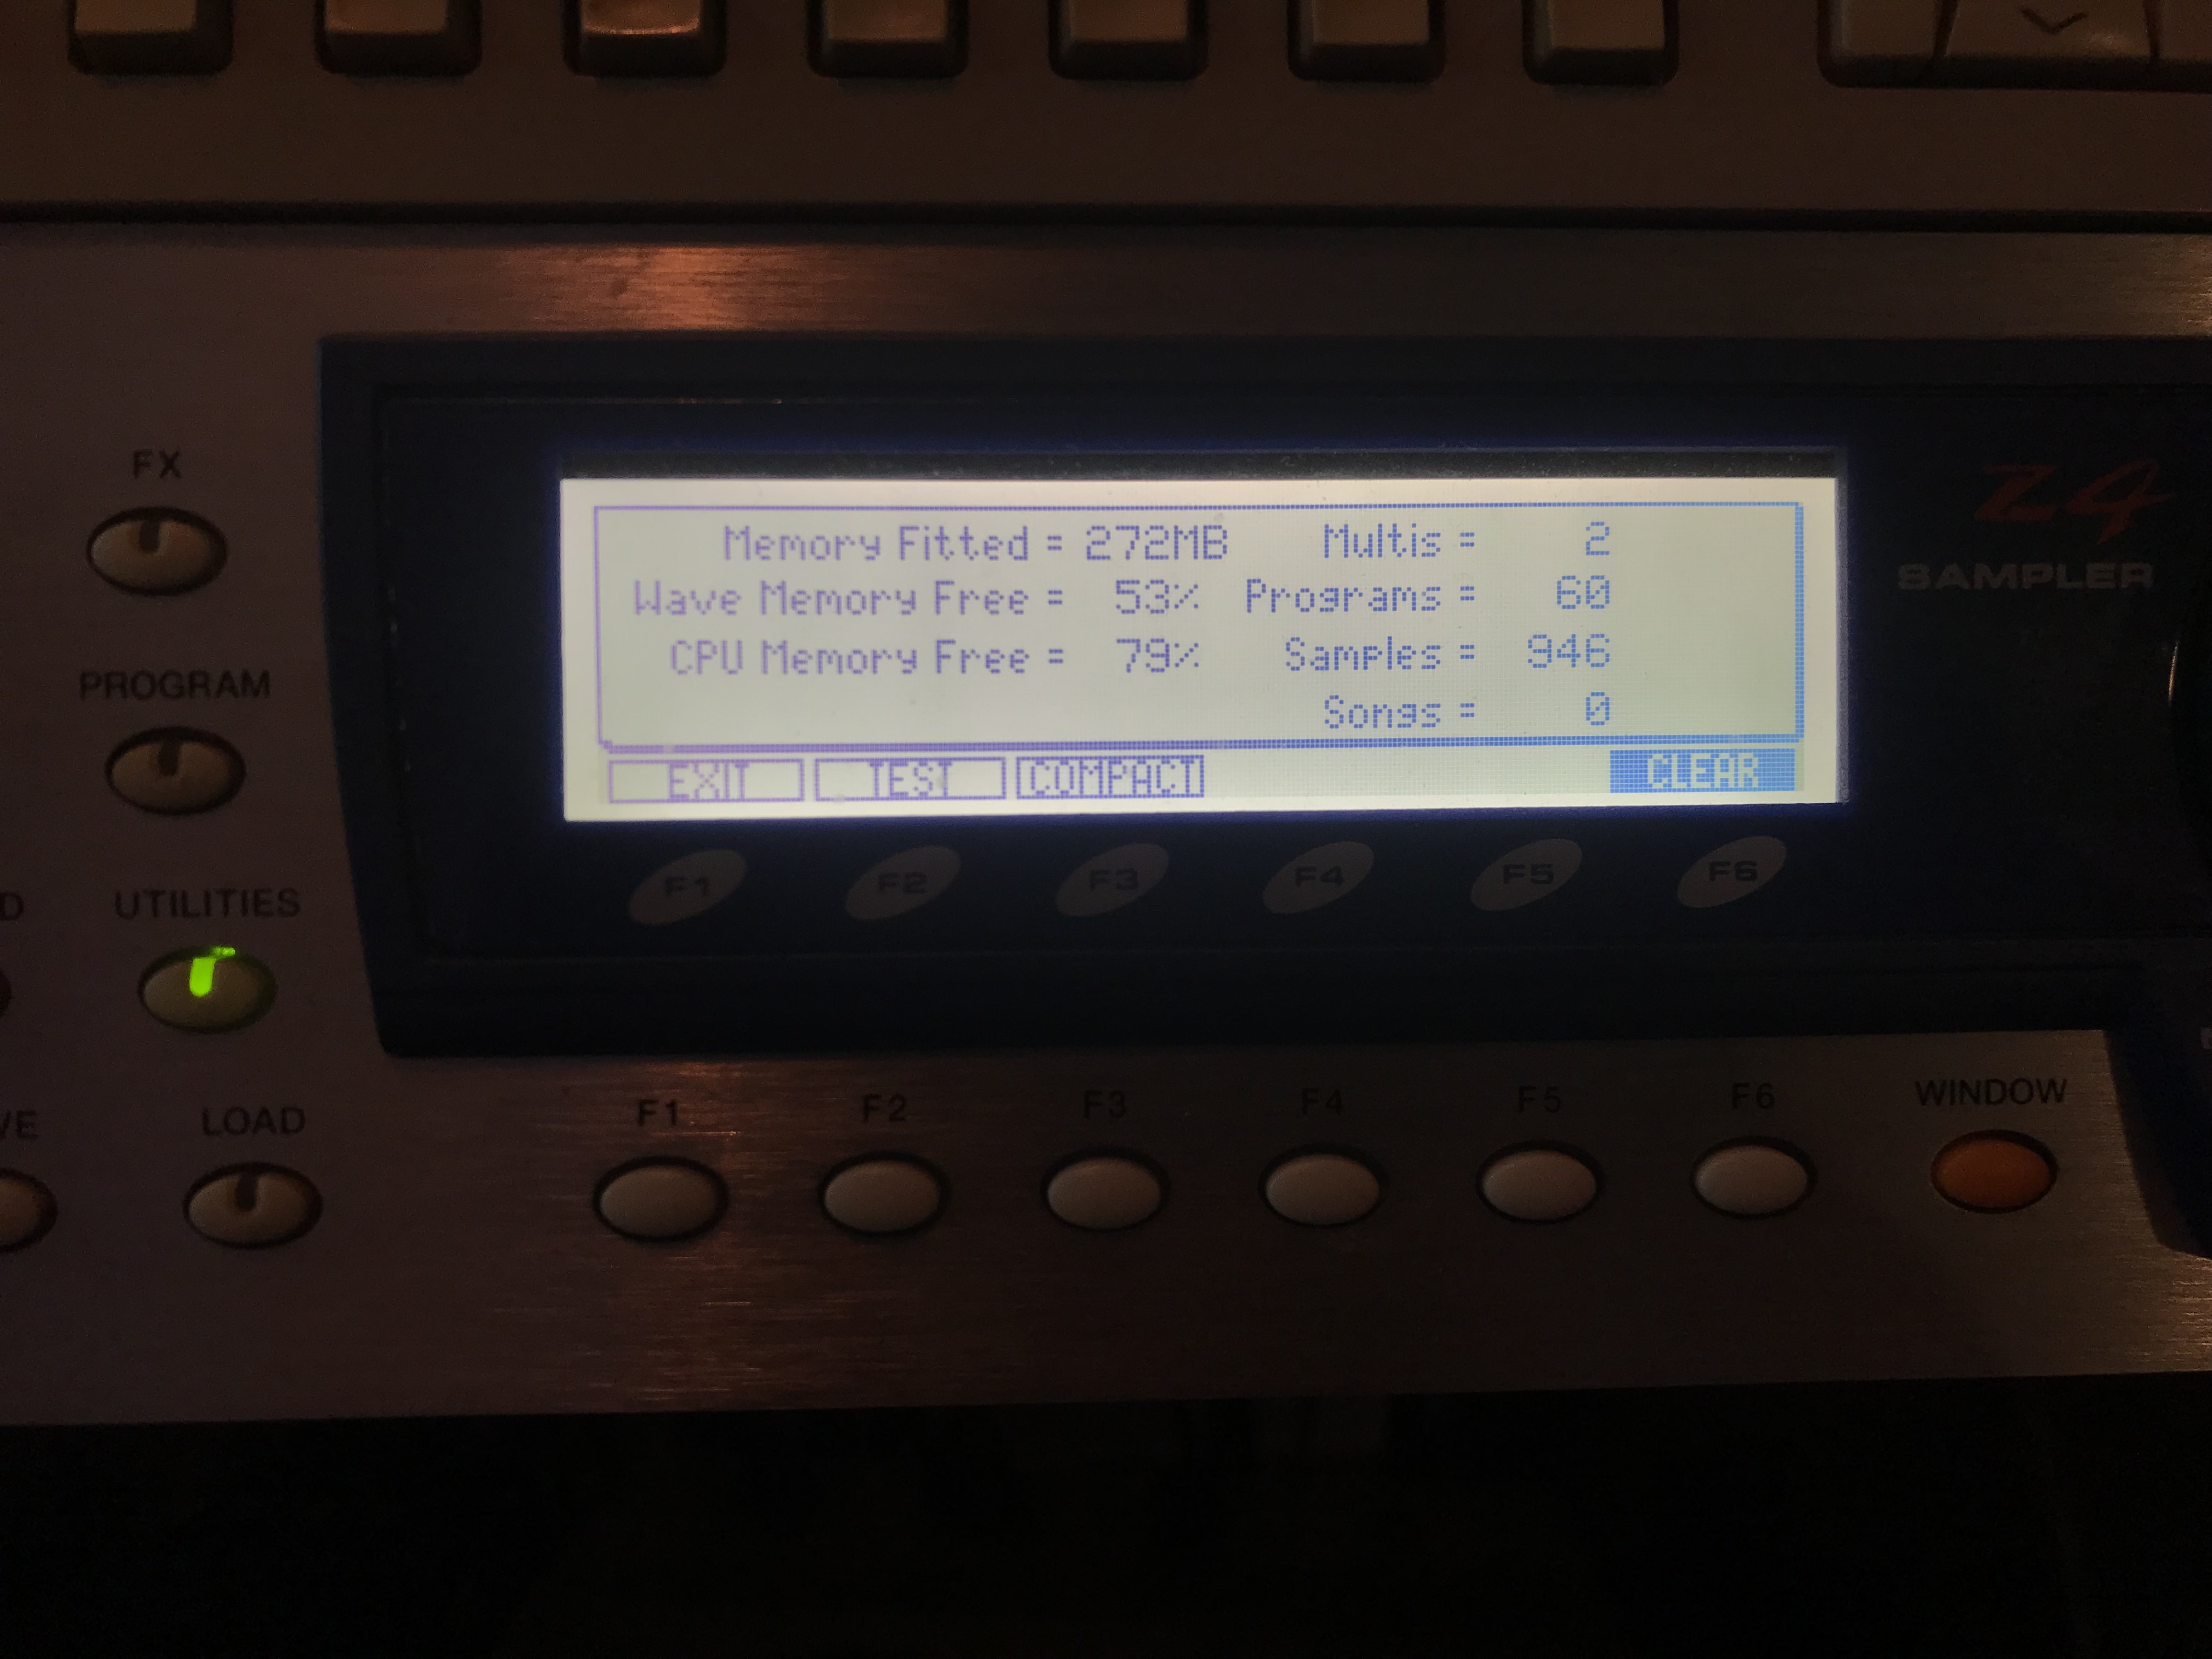 FX
PROGRAM
UTILITIES
D
VE
LOAD
Memory Fitted = 272MB Multis = 2
Wave Memory Free = 53% Programs = 60
CPU Memory Free = 79% Samples = 946
Songs = 0
EXIT TEST COMPACT CLEAR
Z4
SAMPLER
F1 F2 F3 F4 F5 F6
F1 F2 F3 F4 F5 F6 WINDOW